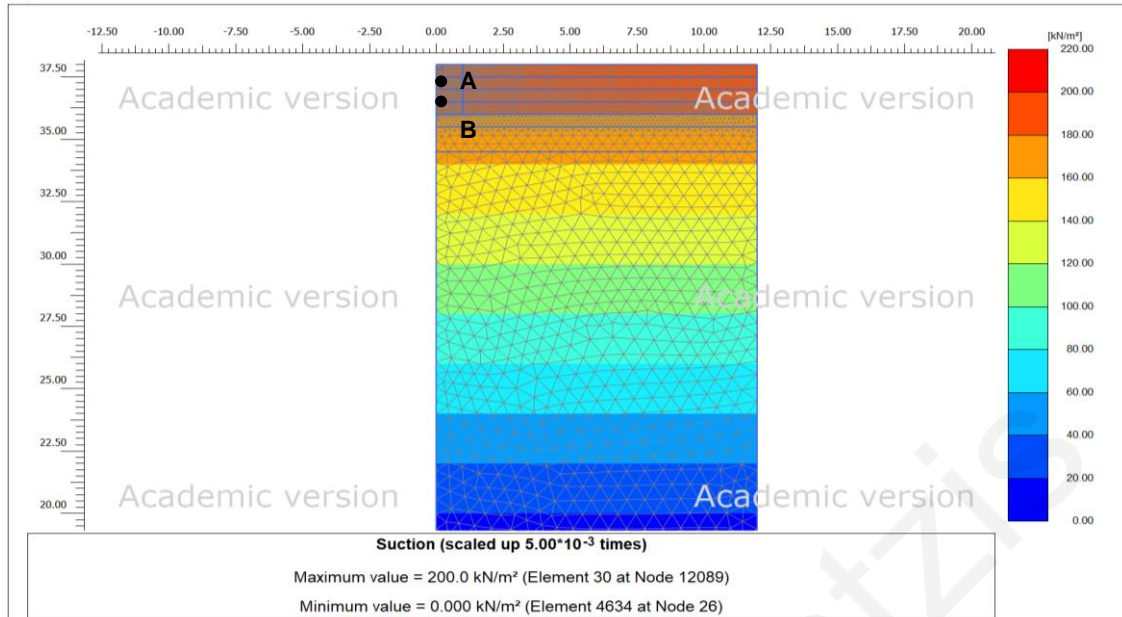 -12.50 -10.00 -7.50 -5.00 -2.50 0.00 2.50 5.00 7.50 10.00 12.50 15.00 17.50 20.00
[kN/m²]
220.00
37.50
A
200.00
Academic version Academic version
180.00
35.00
B
160.00
32.50
140.00
30.00
120.00
Academic version Academic version
100.00
27.50
80.00
25.00
60.00
22.50
40.00
Academic version Academic version
20.00
20.00
0.00
Suction (scaled up 5.00*10⁻³ times)
Maximum value = 200.0 kN/m² (Element 30 at Node 12089)
Minimum value = 0.000 kN/m² (Element 4634 at Node 26)